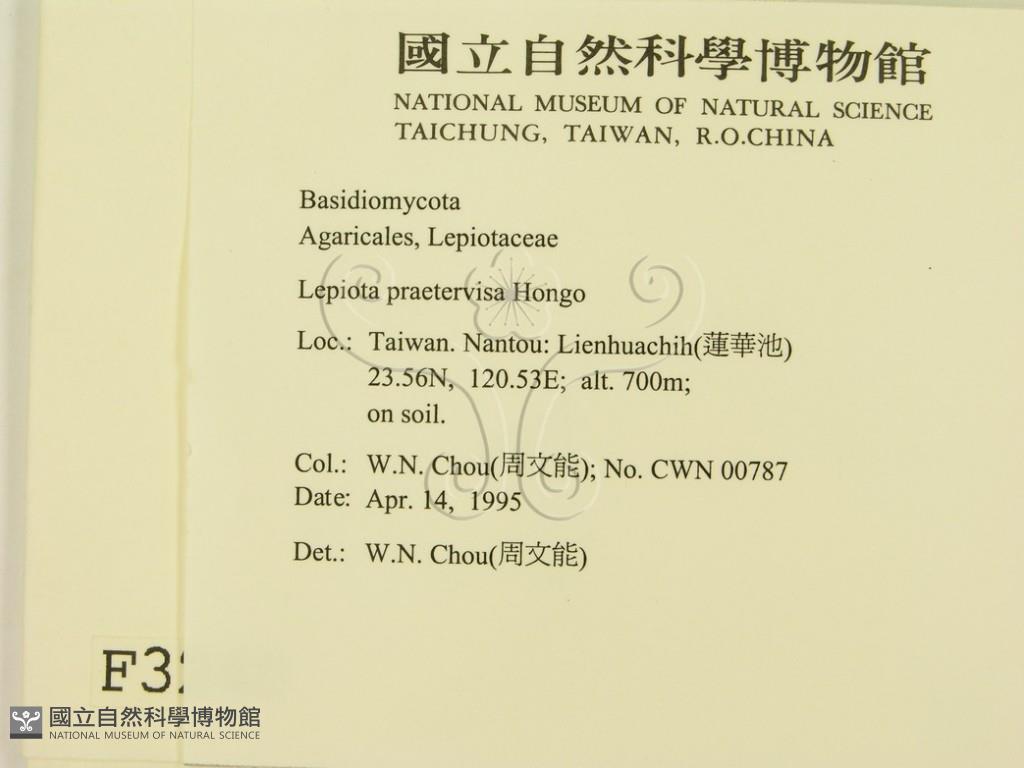 國立自然科學博物館
NATIONAL MUSEUM OF NATURAL SCIENCE
TAICHUNG, TAIWAN, R.O.CHINA
Basidiomycota
Agaricales, Lepiotaceae
Lepiota praetervisa Hongo
Loc.: Taiwan. Nantou: Lienhuachih(蓮華池)
23.56N, 120.53E; alt. 700m;
on soil.
Col.: W.N. Chou(周文能); No. CWN 00787
Date: Apr. 14, 1995
Det.: W.N. Chou(周文能)
國立自然科學博物館
NATIONAL MUSEUM OF NATURAL SCIENCE